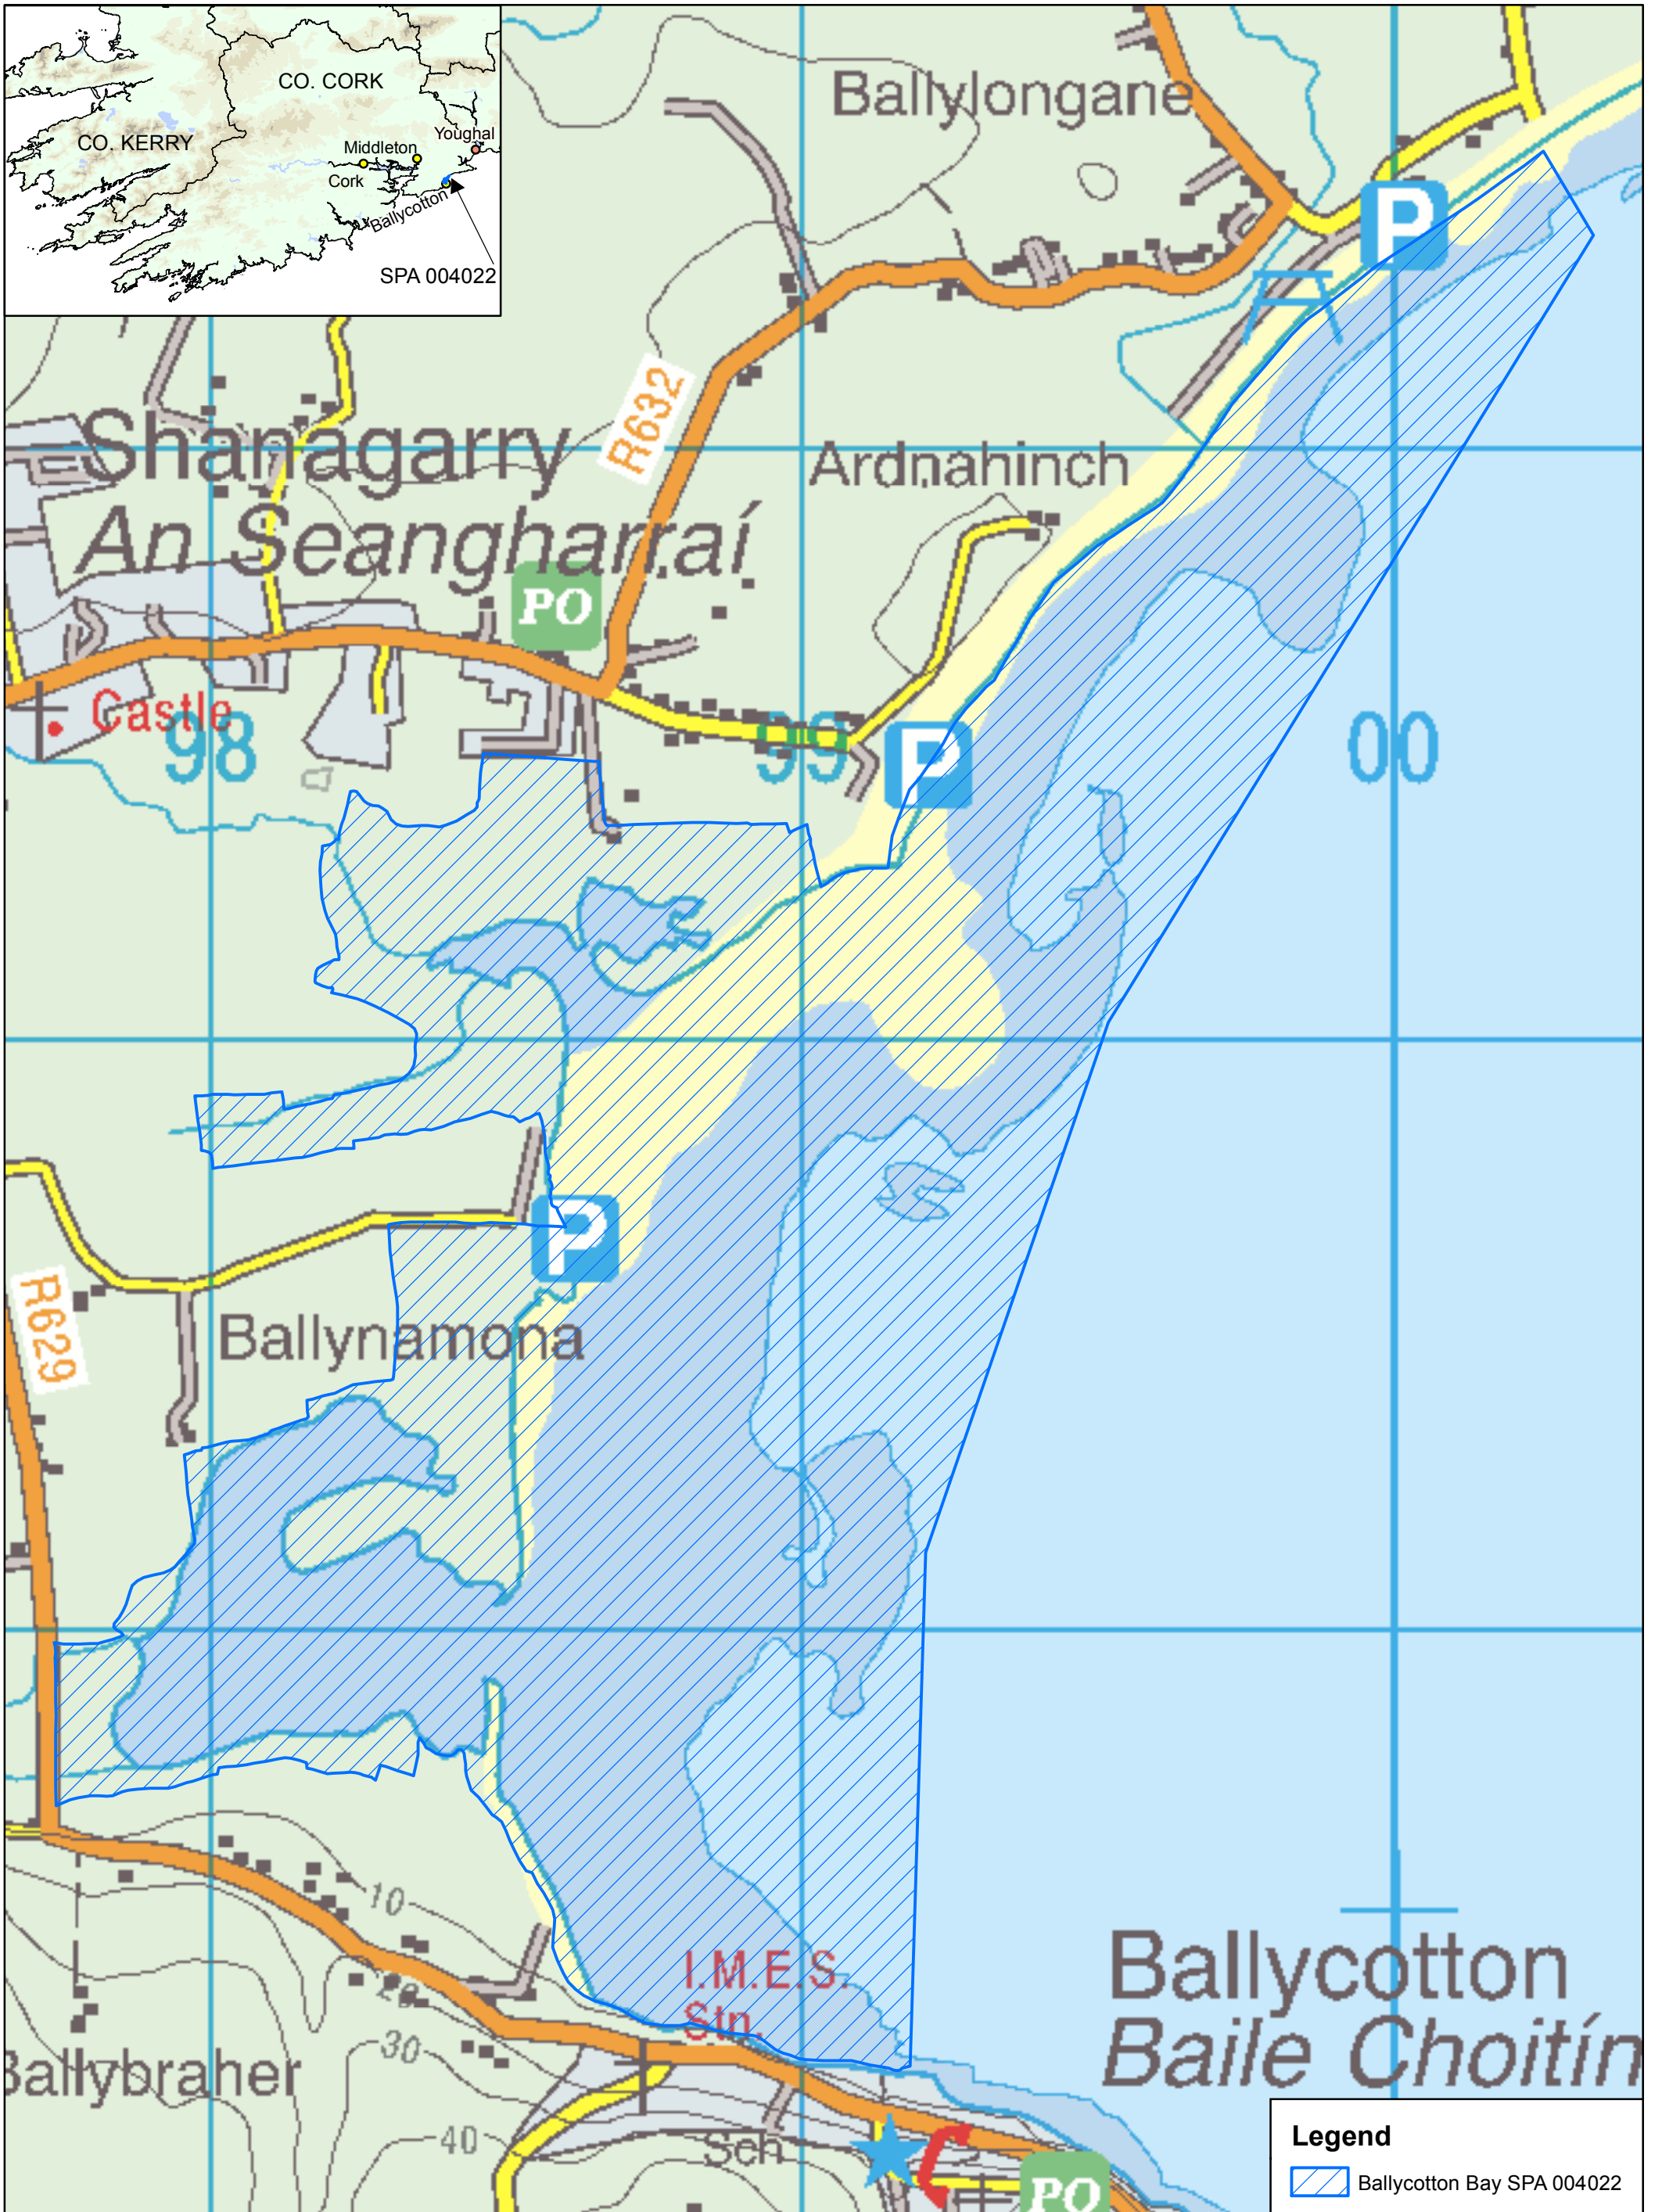 CO. CORK
CO. KERRY
Youghal
Middleton
Cork
Ballycotton
SPA 004022
Ballylongane
P
R632
Shanagarry
An Seangharraí
Ardnahinch
PO
Castle
98
99
00
P
P
R629
Ballynamona
10
20
30
40
I.M.E.S.
Stn.
Ballycotton
Baile Choitín
Ballybraher
Sch
PO
Legend
Ballycotton Bay SPA 004022